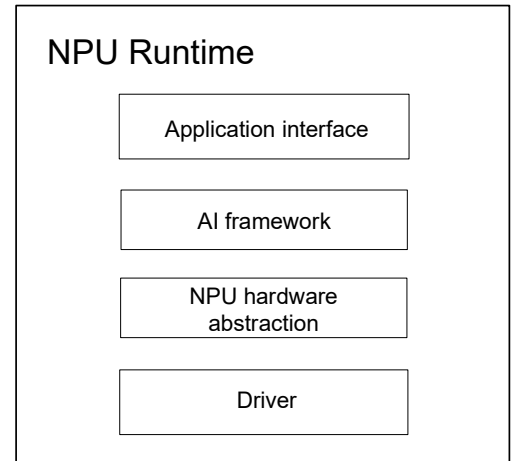 NPU Runtime
Application interface
AI framework
NPU hardware
abstraction
Driver